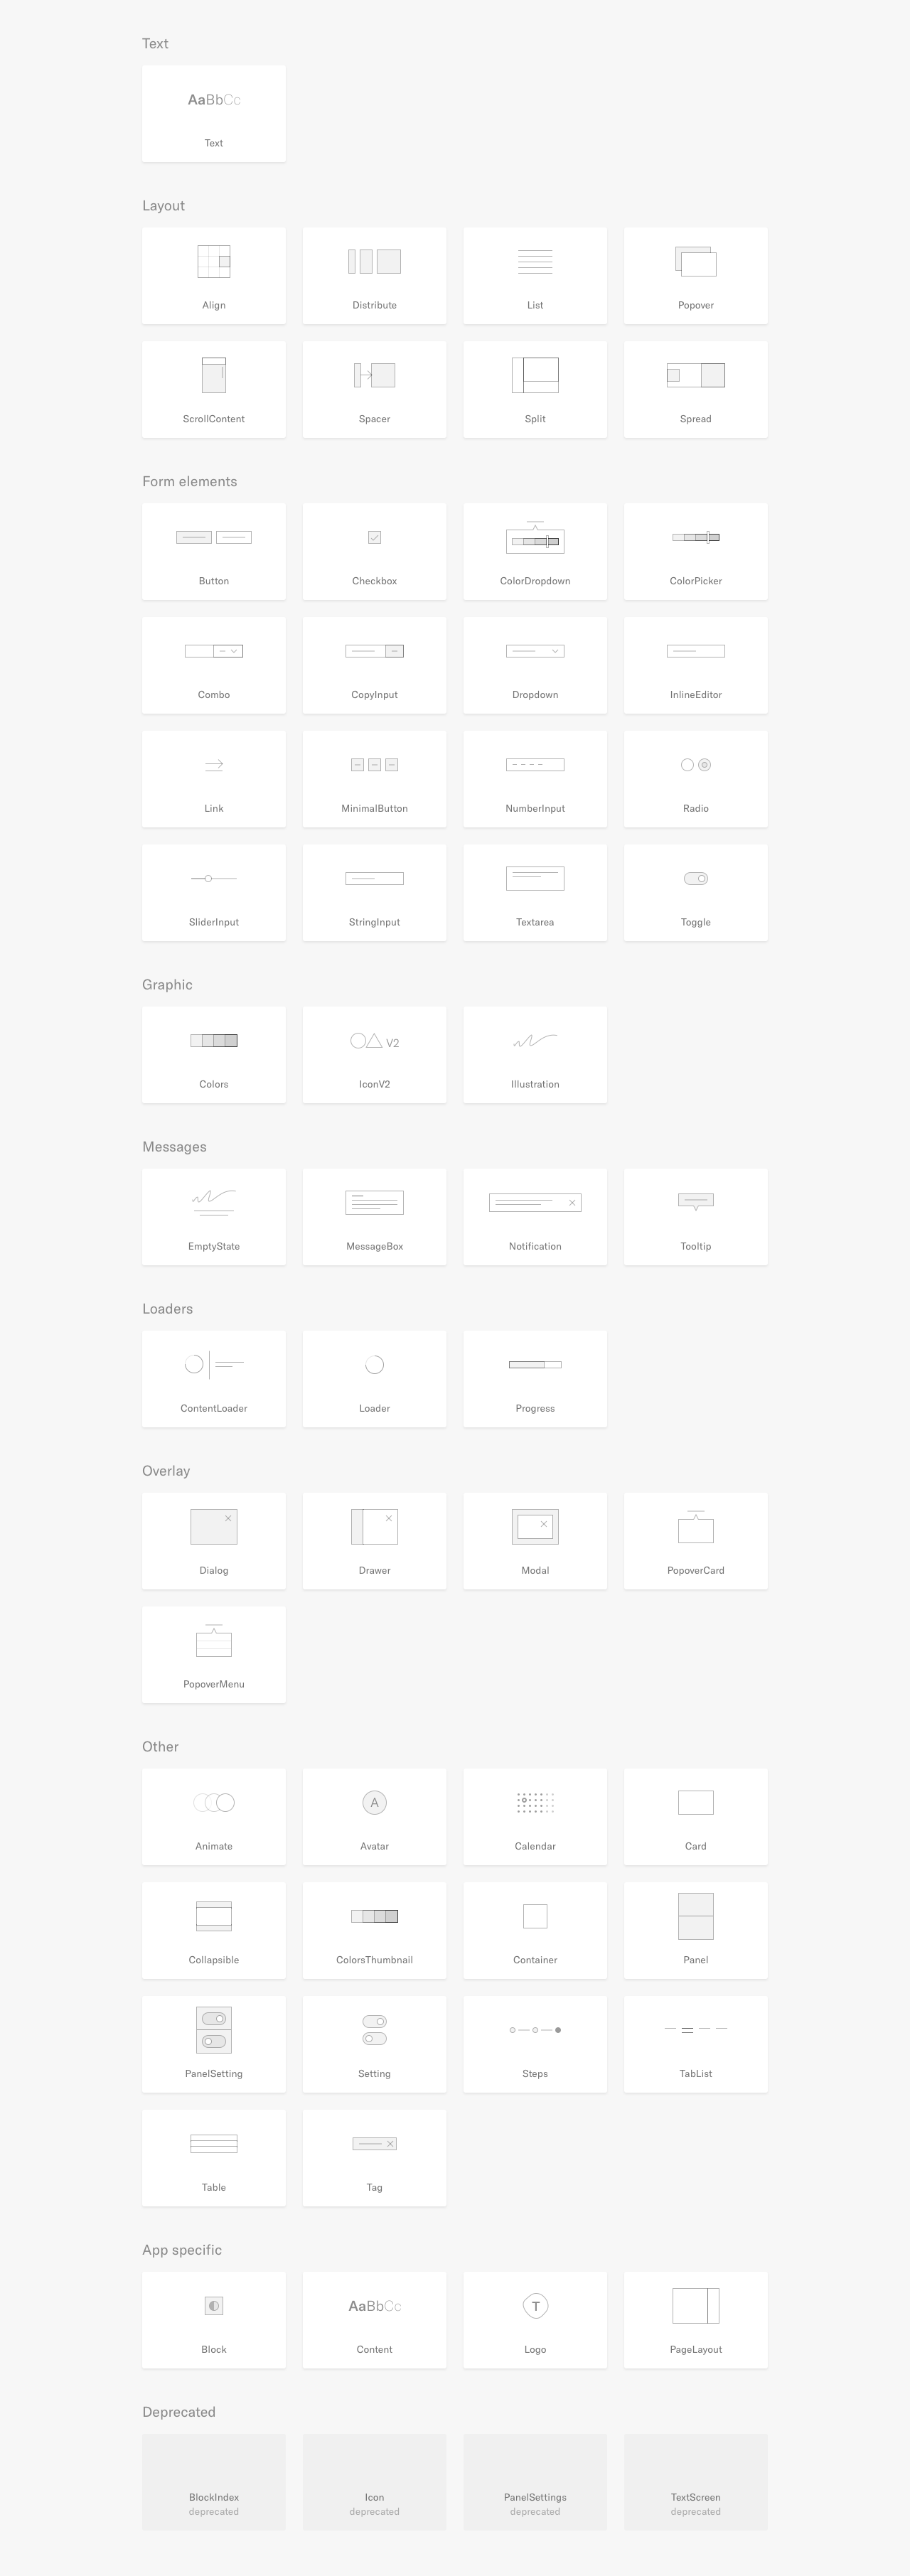 Text
AaBbCc
Text
Layout
Align
Distribute
List
Popover
ScrollContent
Spacer
Split
Spread
Form elements
Button
Checkbox
ColorDropdown
ColorPicker
Combo
CopyInput
Dropdown
InlineEditor
Link
MinimalButton
NumberInput
Radio
SliderInput
StringInput
Textarea
Toggle
Graphic
V2
Colors
IconV2
Illustration
Messages
EmptyState
MessageBox
Notification
Tooltip
Loaders
ContentLoader
Loader
Progress
Overlay
Dialog
Drawer
Modal
PopoverCard
PopoverMenu
Other
A
Animate
Avatar
Calendar
Card
Collapsible
ColorsThumbnail
Container
Panel
PanelSetting
Setting
Steps
TabList
Table
Tag
App specific
AaBbCc
T
Block
Content
Logo
PageLayout
Deprecated
BlockIndex
deprecated
Icon
deprecated
PanelSettings
deprecated
TextScreen
deprecated